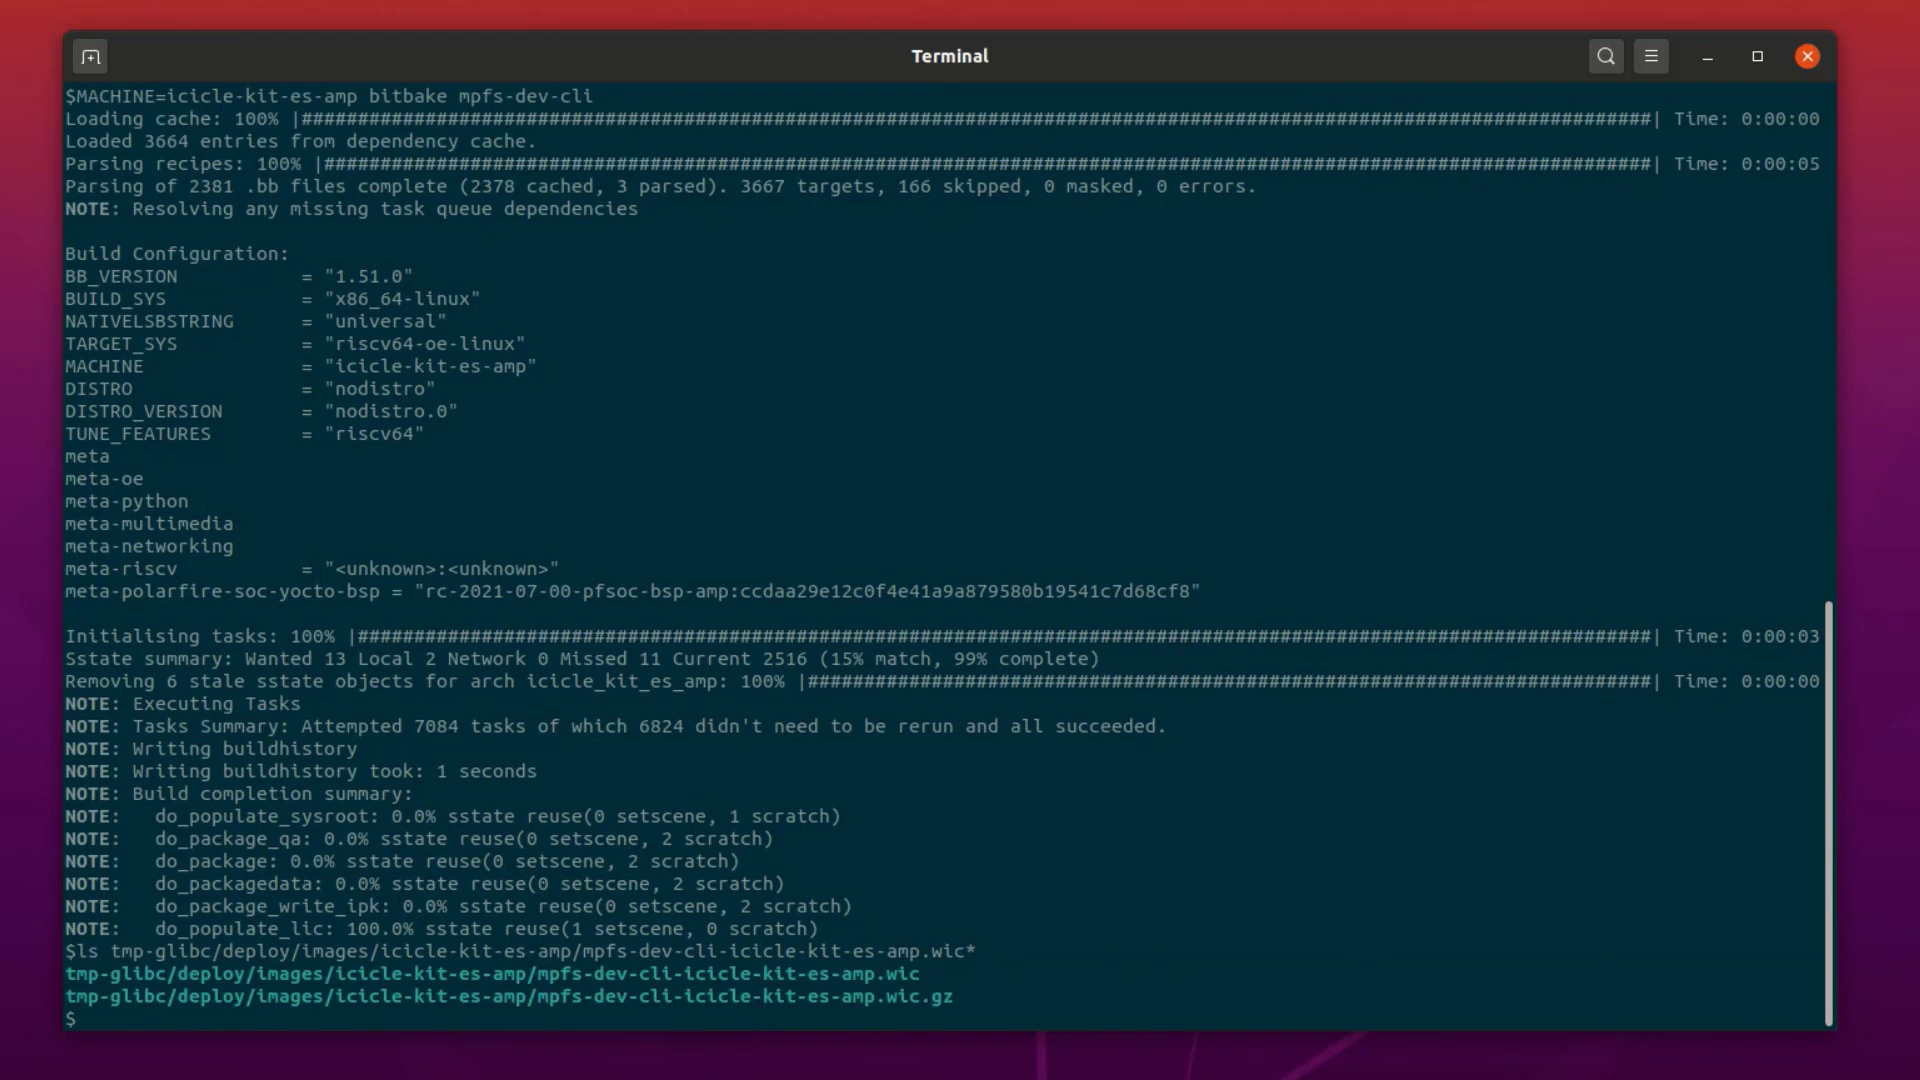 Terminal
$MACHINE=icicle-kit-es-amp bitbake mpfs-dev-cli
Loading cache: 100% |########################################################################################################################| Time: 0:00:00
Loaded 3664 entries from dependency cache.
Parsing recipes: 100% |######################################################################################################################| Time: 0:00:05
Parsing of 2381 .bb files complete (2378 cached, 3 parsed). 3667 targets, 166 skipped, 0 masked, 0 errors.
NOTE: Resolving any missing task queue dependencies
Build Configuration:
BB_VERSION = "1.51.0"
BUILD_SYS = "x86_64-linux"
NATIVELSBSTRING = "universal"
TARGET_SYS = "riscv64-oe-linux"
MACHINE = "icicle-kit-es-amp"
DISTRO = "nodistro"
DISTRO_VERSION = "nodistro.0"
TUNE_FEATURES = "riscv64"
meta
meta-oe
meta-python
meta-multimedia
meta-networking
meta-riscv = "<unknown>:<unknown>"
meta-polarfire-soc-yocto-bsp = "rc-2021-07-00-pfsoc-bsp-amp:ccdaa29e12c0f4e41a9a879580b19541c7d68cf8"
Initialising tasks: 100% |###################################################################################################################| Time: 0:00:03
Sstate summary: Wanted 13 Local 2 Network 0 Missed 11 Current 2516 (15% match, 99% complete)
Removing 6 stale sstate objects for arch icicle_kit_es_amp: 100% |###########################################################################| Time: 0:00:00
NOTE: Executing Tasks
NOTE: Tasks Summary: Attempted 7084 tasks of which 6824 didn't need to be rerun and all succeeded.
NOTE: Writing buildhistory
NOTE: Writing buildhistory took: 1 seconds
NOTE: Build completion summary:
NOTE:   do_populate_sysroot: 0.0% sstate reuse(0 setscene, 1 scratch)
NOTE:   do_package_qa: 0.0% sstate reuse(0 setscene, 2 scratch)
NOTE:   do_package: 0.0% sstate reuse(0 setscene, 2 scratch)
NOTE:   do_packagedata: 0.0% sstate reuse(0 setscene, 2 scratch)
NOTE:   do_package_write_ipk: 0.0% sstate reuse(0 setscene, 2 scratch)
NOTE:   do_populate_lic: 100.0% sstate reuse(1 setscene, 0 scratch)
$ls tmp-glibc/deploy/images/icicle-kit-es-amp/mpfs-dev-cli-icicle-kit-es-amp.wic*
tmp-glibc/deploy/images/icicle-kit-es-amp/mpfs-dev-cli-icicle-kit-es-amp.wic
tmp-glibc/deploy/images/icicle-kit-es-amp/mpfs-dev-cli-icicle-kit-es-amp.wic.gz
$